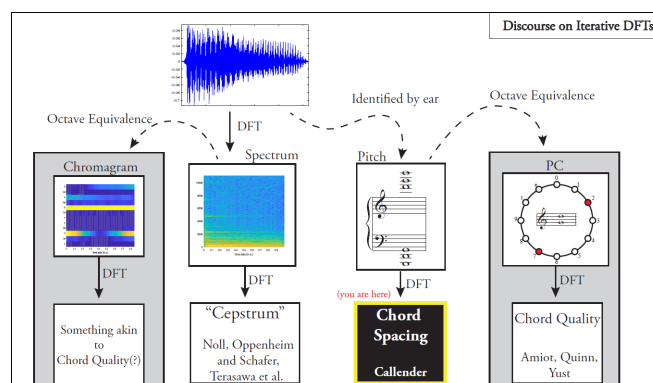 Discourse on Iterative DFTs
Octave Equivalence
DFT
Identified by ear
Octave Equivalence
Chromagram
Spectrum
Pitch
PC
DFT
DFT
(you are here)
DFT
DFT
Something akin
to
Chord Quality(?)
“Cepstrum”
Noll, Oppenheim
and Schafer,
Terasawa et al.
Chord
Spacing
Callender
Chord Quality
Amiot, Quinn,
Yust